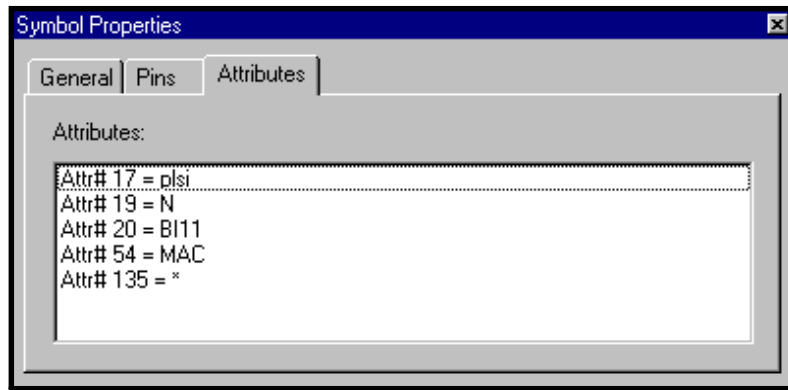 Symbol Properties
General Pins Attributes
Attributes:
Attr# 17 = plsi
Attr# 19 = N
Attr# 20 = BI11
Attr# 54 = MAC
Attr# 135 = *